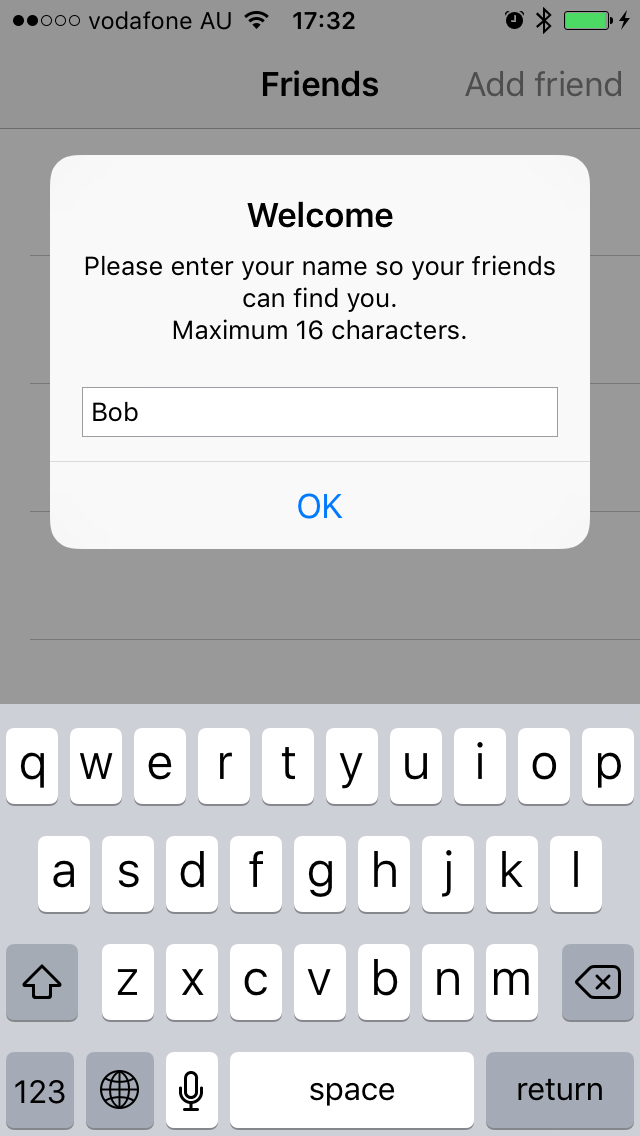 vodafone AU 17:32
Friends Add friend
Welcome
Please enter your name so your friends
can find you.
Maximum 16 characters.
Bob
OK
q w e r t y u i o p
a s d f g h j k l
z x c v b n m
123 space return